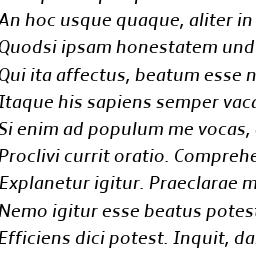 An hoc usque quaque, aliter in
Quodsi ipsam honestatem und
Qui ita affectus, beatum esse n
Itaque his sapiens semper vaca
Si enim ad populum me vocas,
Proclivi currit oratio. Comprehe
Explanetur igitur. Praeclarae m
Nemo igitur esse beatus potest
Efficiens dici potest. Inquit, da